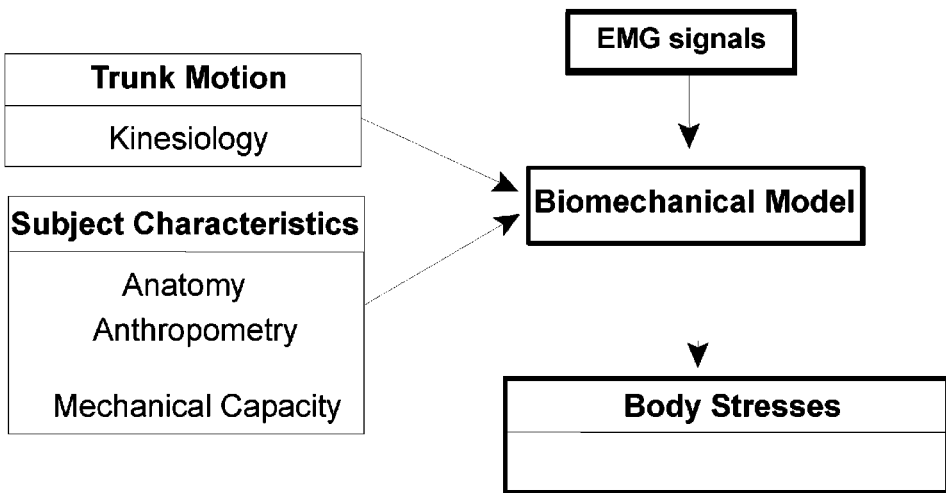 EMG signals
Trunk Motion
Kinesiology
Biomechanical Model
Subject Characteristics
Anatomy
Anthropometry
Mechanical Capacity
Body Stresses